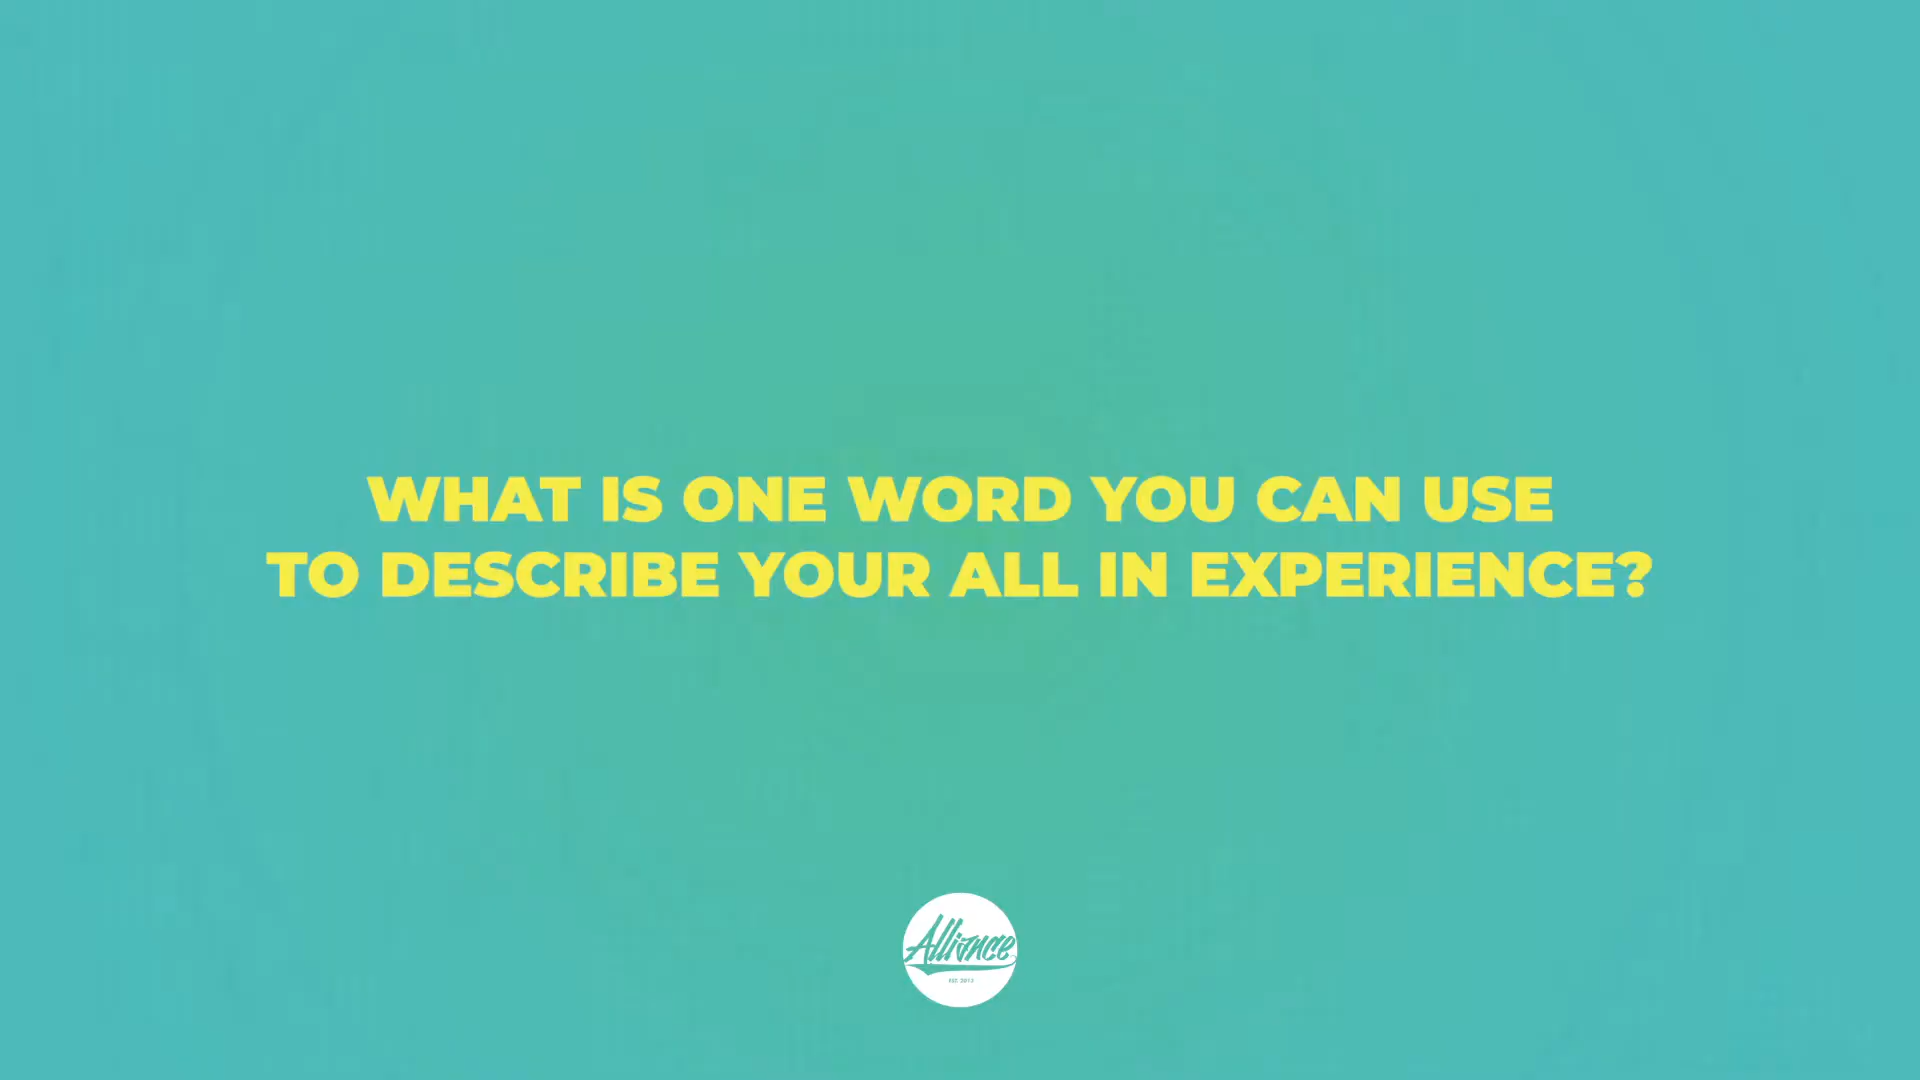 WHAT IS ONE WORD YOU CAN USE
TO DESCRIBE YOUR ALL IN EXPERIENCE?
Alliance